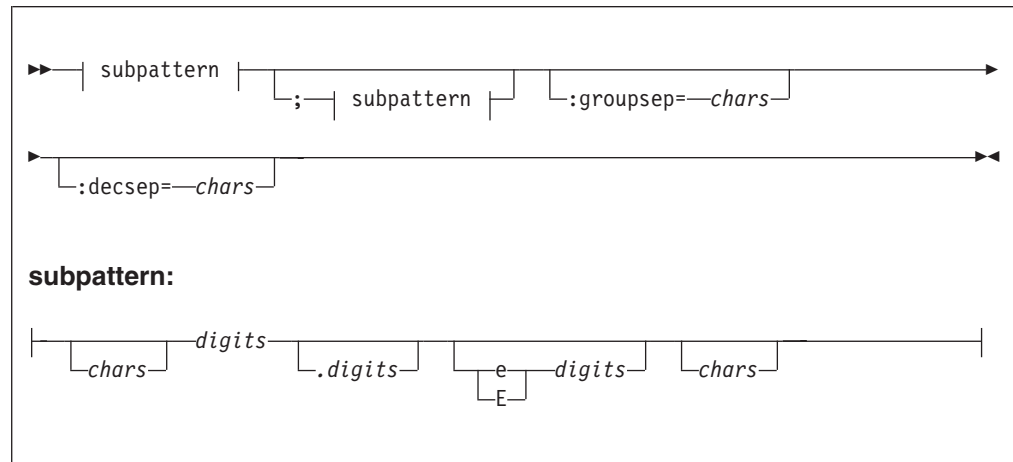 subpattern
; subpattern :groupsep= chars
:decsep= chars
subpattern:
digits
chars .digits e digits chars
E